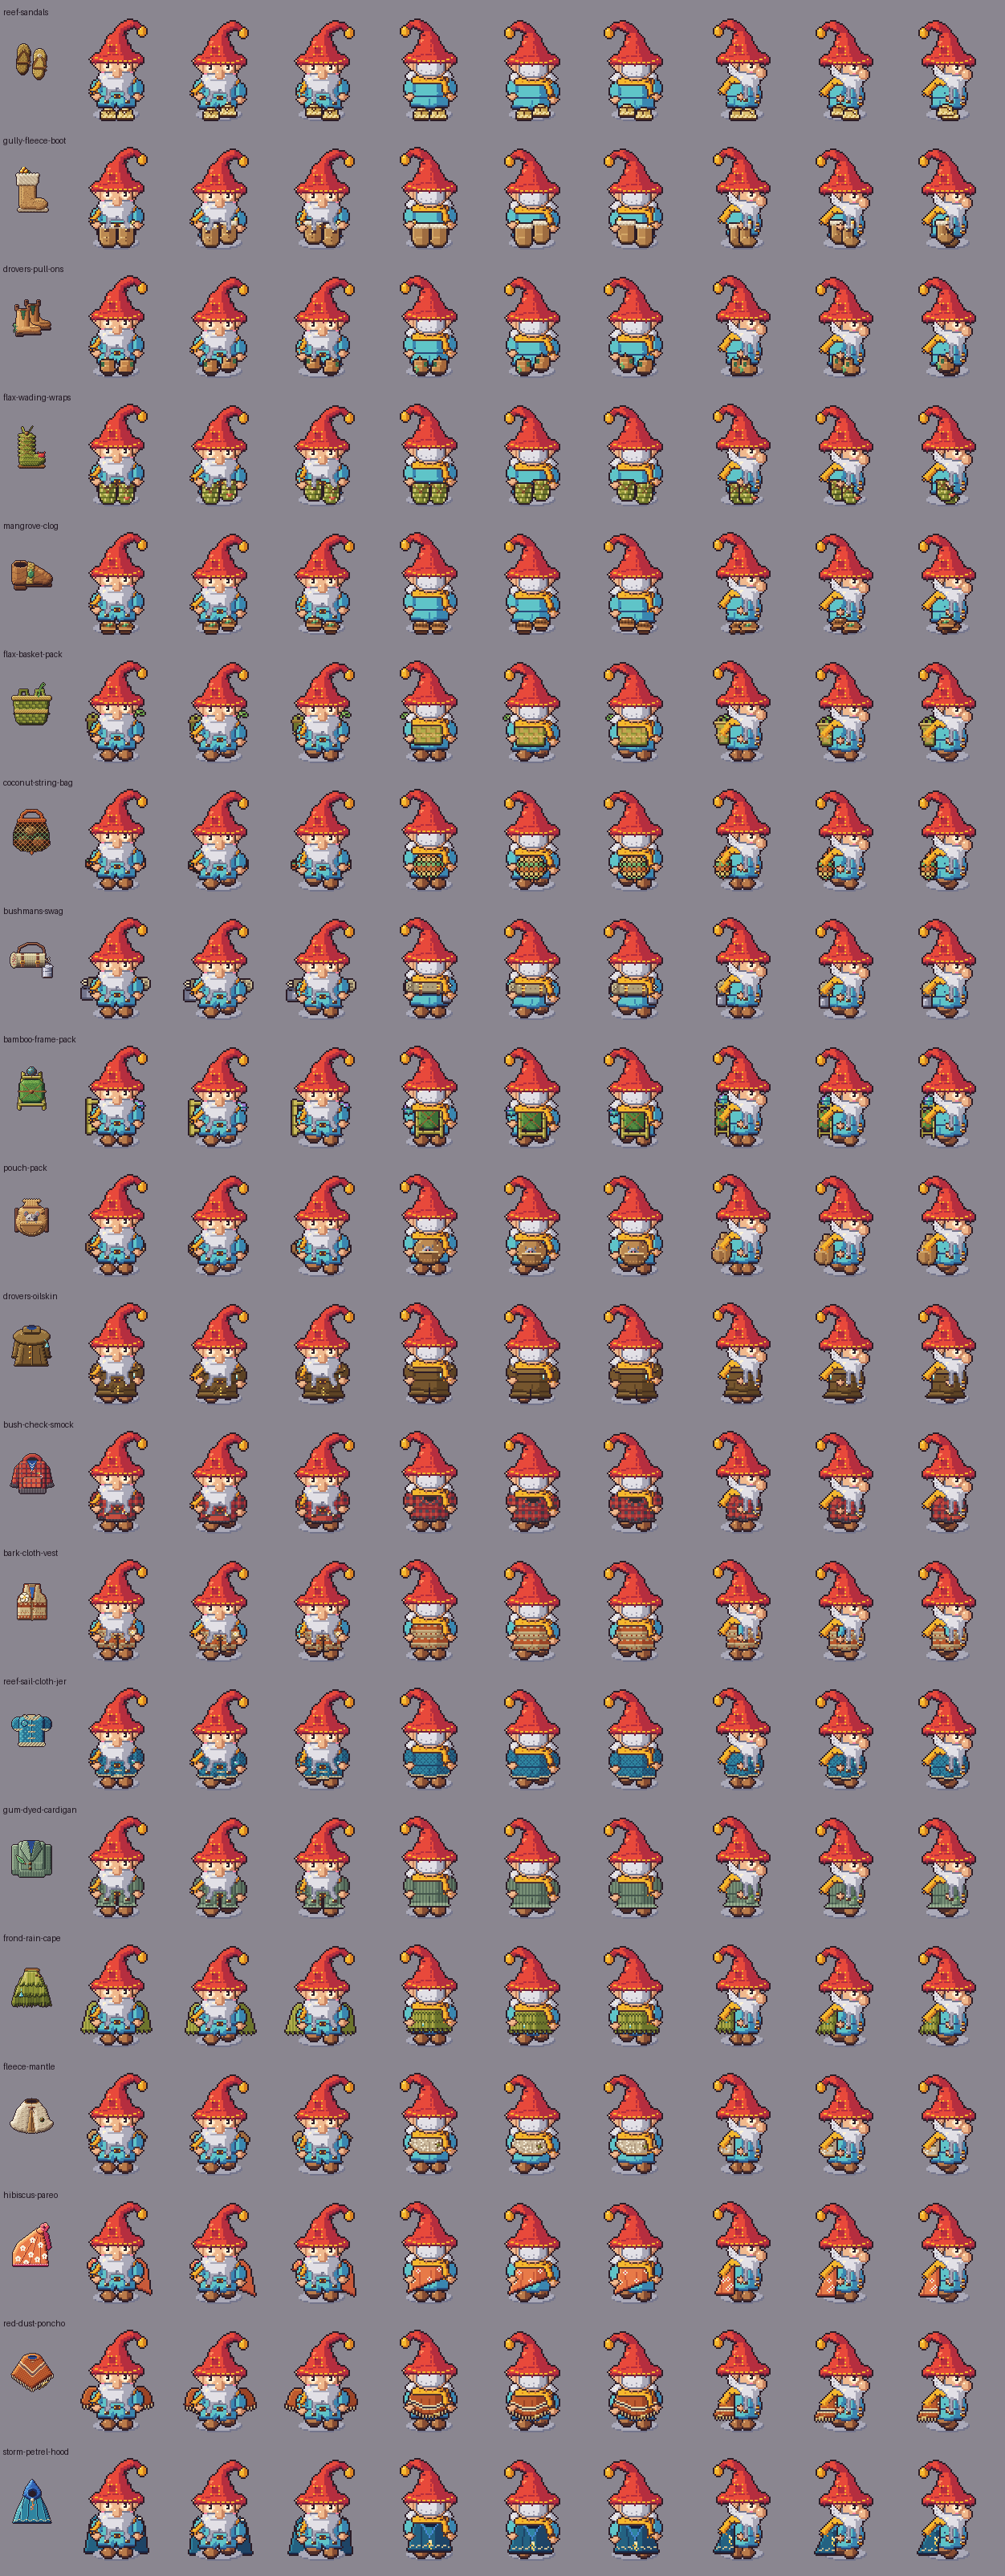 reef-sandals
gully-fleece-boot
drovers-pull-ons
flax-wading-wraps
mangrove-clog
flax-basket-pack
coconut-string-bag
bushmans-swag
bamboo-frame-pack
pouch-pack
drovers-oilskin
bush-check-smock
bark-cloth-vest
reef-sail-cloth-jer
gum-dyed-cardigan
frond-rain-cape
fleece-mantle
hibiscus-pareo
red-dust-poncho
storm-petrel-hood